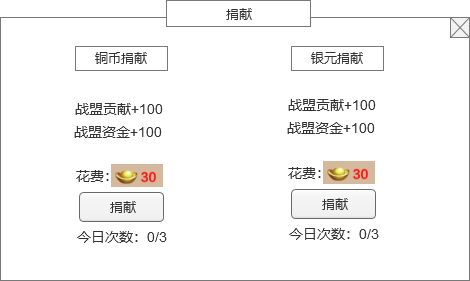 捐献
铜币捐献
战盟贡献+100
战盟资金+100
花费: 30
捐献
今日次数：0/3
银元捐献
战盟贡献+100
战盟资金+100
花费: 30
捐献
今日次数：0/3